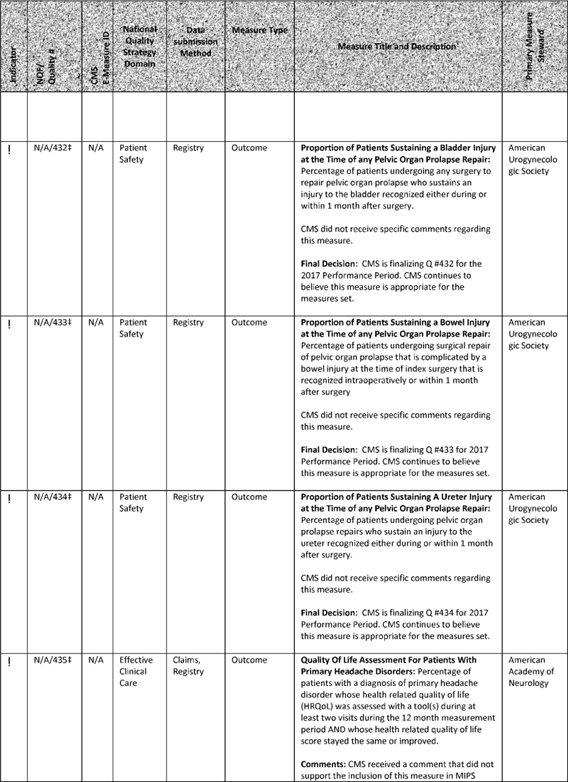 Indicator
NQF/
Quality #
CMS
E-Measure ID
National
Quality
Strategy
Domain
Data
submission
Method
Measure Type
Measure Title and Description
Primary Measure
Steward
!
N/A/432‡
N/A
Patient
Safety
Registry
Outcome
Proportion of Patients Sustaining a Bladder Injury
at the Time of any Pelvic Organ Prolapse Repair:
Percentage of patients undergoing any surgery to
repair pelvic organ prolapse who sustains an
injury to the bladder recognized either during or
within 1 month after surgery.
CMS did not receive specific comments regarding
this measure.
Final Decision: CMS is finalizing Q #432 for the
2017 Performance Period. CMS continues to
believe this measure is appropriate for the
measures set.
American
Urogynecolo
gic Society
!
N/A/433‡
N/A
Patient
Safety
Registry
Outcome
Proportion of Patients Sustaining a Bowel Injury
at the Time of any Pelvic Organ Prolapse Repair:
Percentage of patients undergoing surgical repair
of pelvic organ prolapse that is complicated by a
bowel injury at the time of index surgery that is
recognized intraoperatively or within 1 month
after surgery
CMS did not receive specific comments regarding
this measure.
Final Decision: CMS is finalizing Q #433 for 2017
Performance Period. CMS continues to believe
this measure is appropriate for the measures set.
American
Urogynecolo
gic Society
!
N/A/434‡
N/A
Patient
Safety
Registry
Outcome
Proportion of Patients Sustaining A Ureter Injury
at the Time of any Pelvic Organ Prolapse Repair:
Percentage of patients undergoing pelvic organ
prolapse repairs who sustain an injury to the
ureter recognized either during or within 1 month
after surgery.
CMS did not receive specific comments regarding
this measure.
Final Decision: CMS is finalizing Q #434 for 2017
Performance Period. CMS continues to believe
this measure is appropriate for the measures set.
American
Urogynecolo
gic Society
!
N/A/435‡
N/A
Effective
Clinical
Care
Claims,
Registry
Outcome
Quality Of Life Assessment For Patients With
Primary Headache Disorders: Percentage of
patients with a diagnosis of primary headache
disorder whose health related quality of life
(HRQoL) was assessed with a tool(s) during at
least two visits during the 12 month measurement
period AND whose health related quality of life
score stayed the same or improved.
Comments: CMS received a comment that did not
support the inclusion of this measure in MIPS
American
Academy of
Neurology